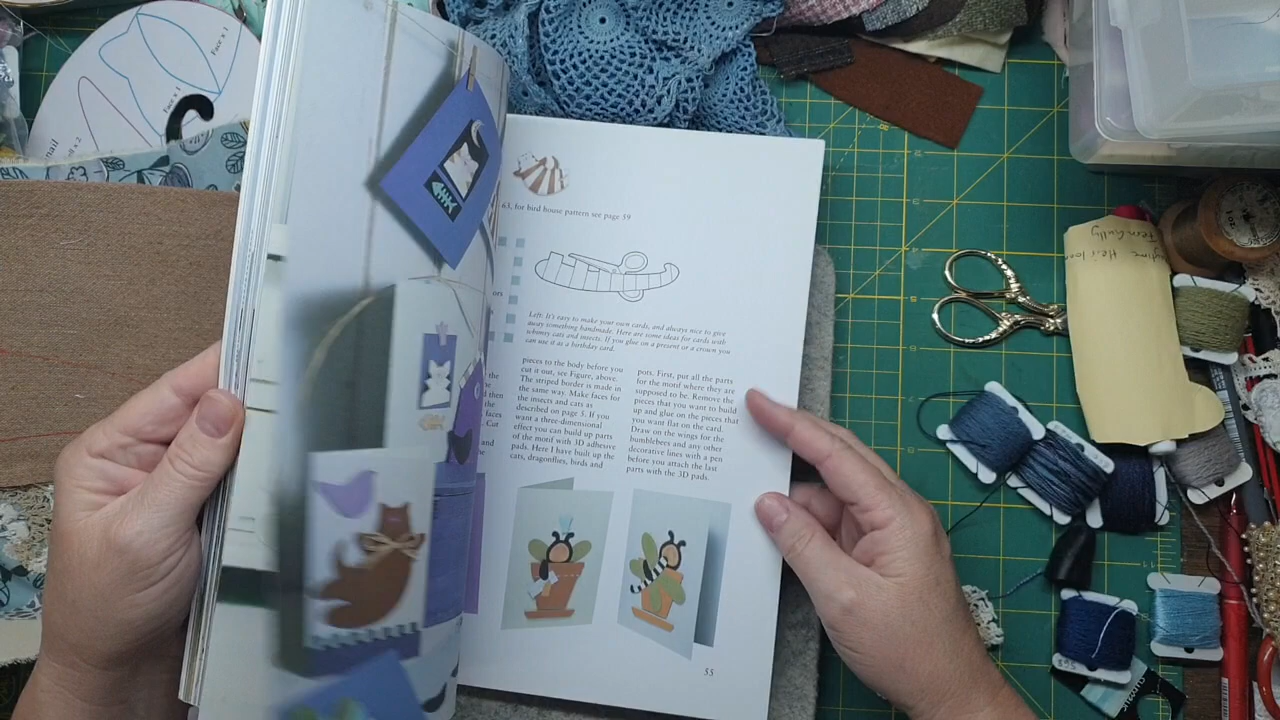 Face x 1
Face x 1
63, for bird house pattern see page 59
Left: It's easy to make your own cards, and always nice to give
away something handmade. Here are some ideas for cards with
whimsy cats and insects. If you glue on a present or a crown you
can use it as a birthday card.
pieces to the body before you
cut it out, see Figure, above.
The striped border is made in
the same way. Make faces for
the insects and cats as
described on page 5. If you
want a three-dimensional
effect you can build up parts
of the motif with 3D adhesive
pads. Here I have built up the
cats, dragonflies, birds and
pots. First, put all the parts
for the motif where they are
supposed to be. Remove the
pieces that you want to build
up and glue on the pieces that
you want flat on the card.
Draw on the wings for the
bumblebees and any other
decorative lines with a pen
before you attach the last
parts with the 3D pads.
55